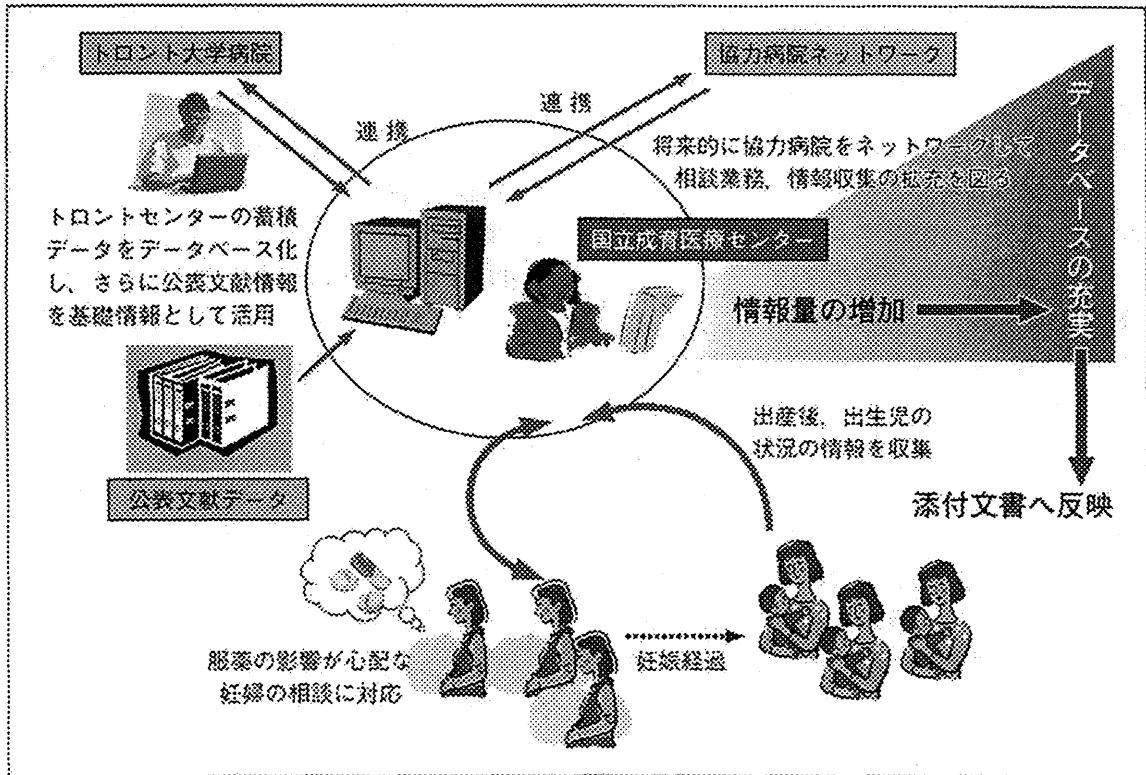 トロント大学病院
協力病院ネットワーク
連携
連携
将来的に協力病院をネットワーク化して
相談業務、情報収集の拡充を図る
データベースの充実
トロントセンターの蓄積
データをデータベース化
し、さらに公表文献情報
を基礎情報として活用
国立成育医療センター
情報量の増加
公表文献データ
出産後、出生児の
状況の情報を収集
添付文書へ反映
服薬の影響が心配な
妊婦の相談に対応
妊娠経過